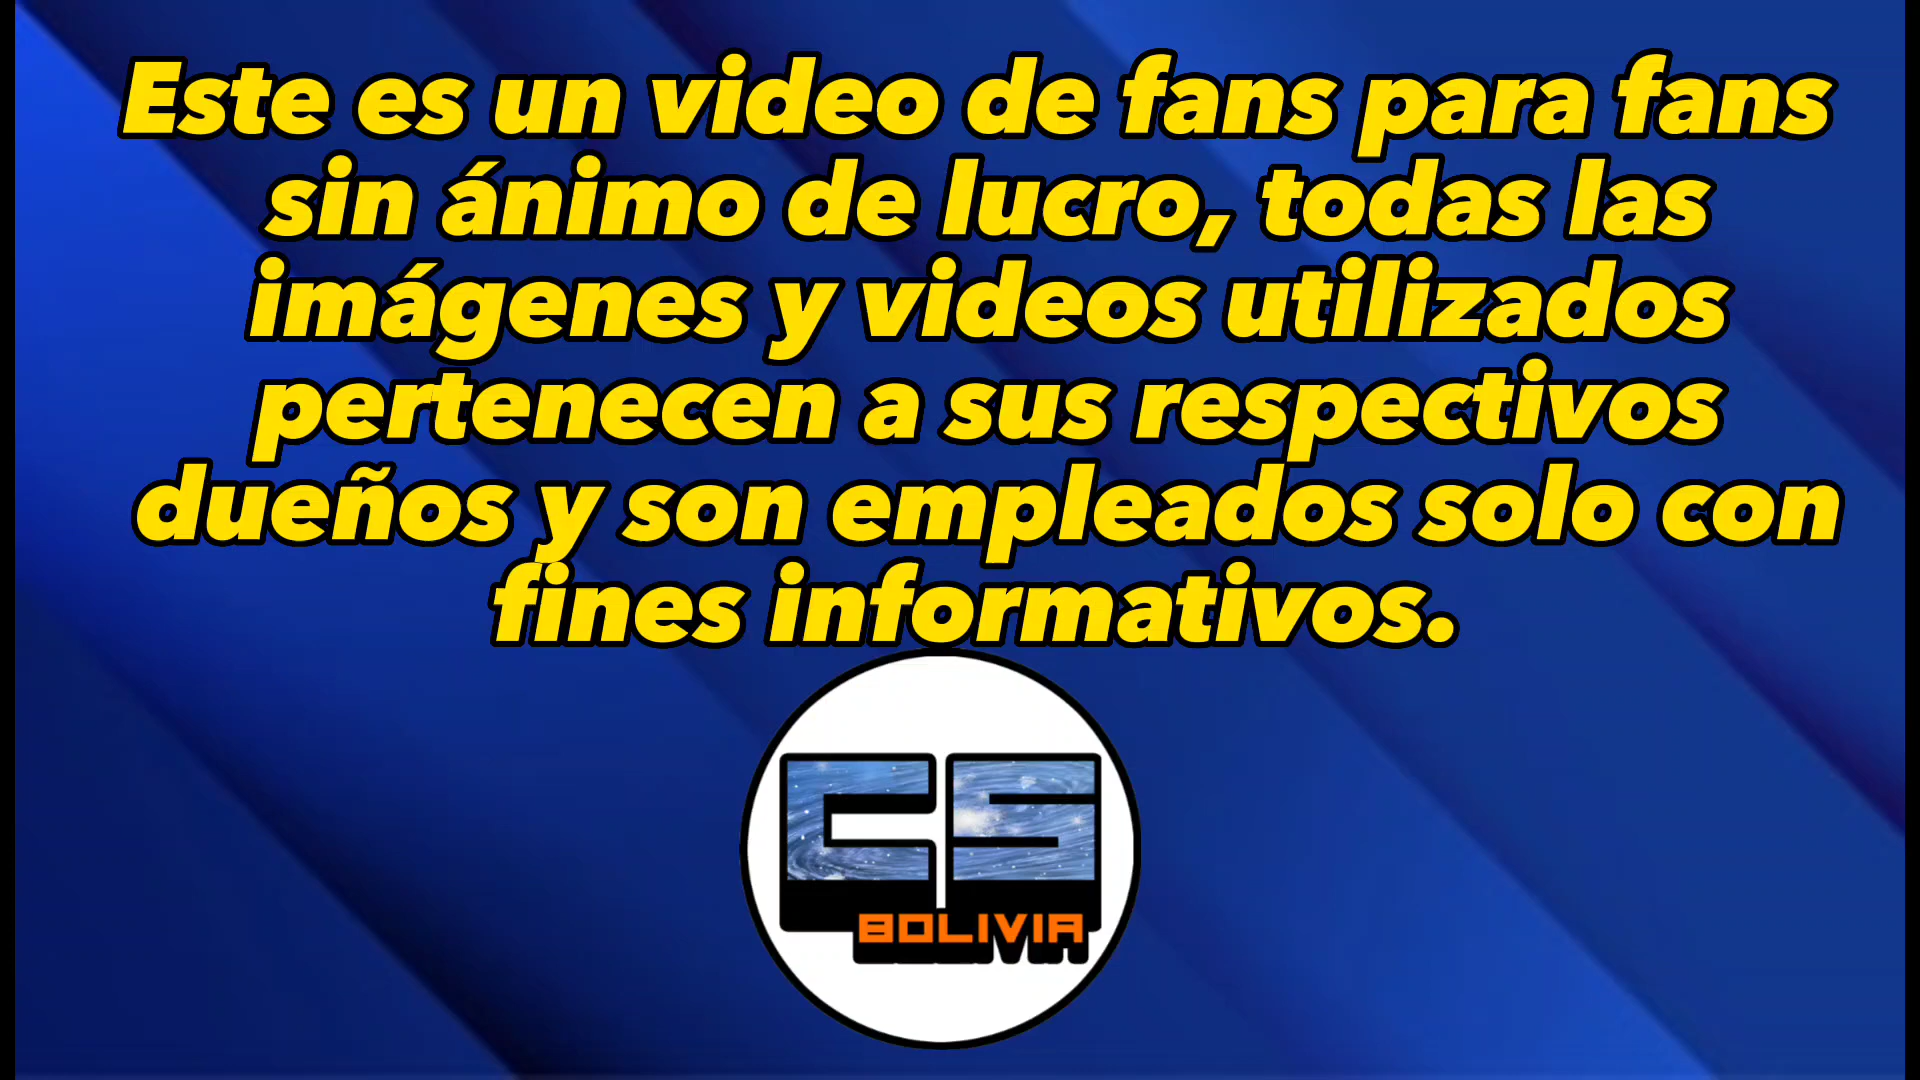 Este es un video de fans para fans
sin ánimo de lucro, todas las
imágenes y videos utilizados
pertenecen a sus respectivos
dueños y son empleados solo con
fines informativos.
CS
BOLIVIA